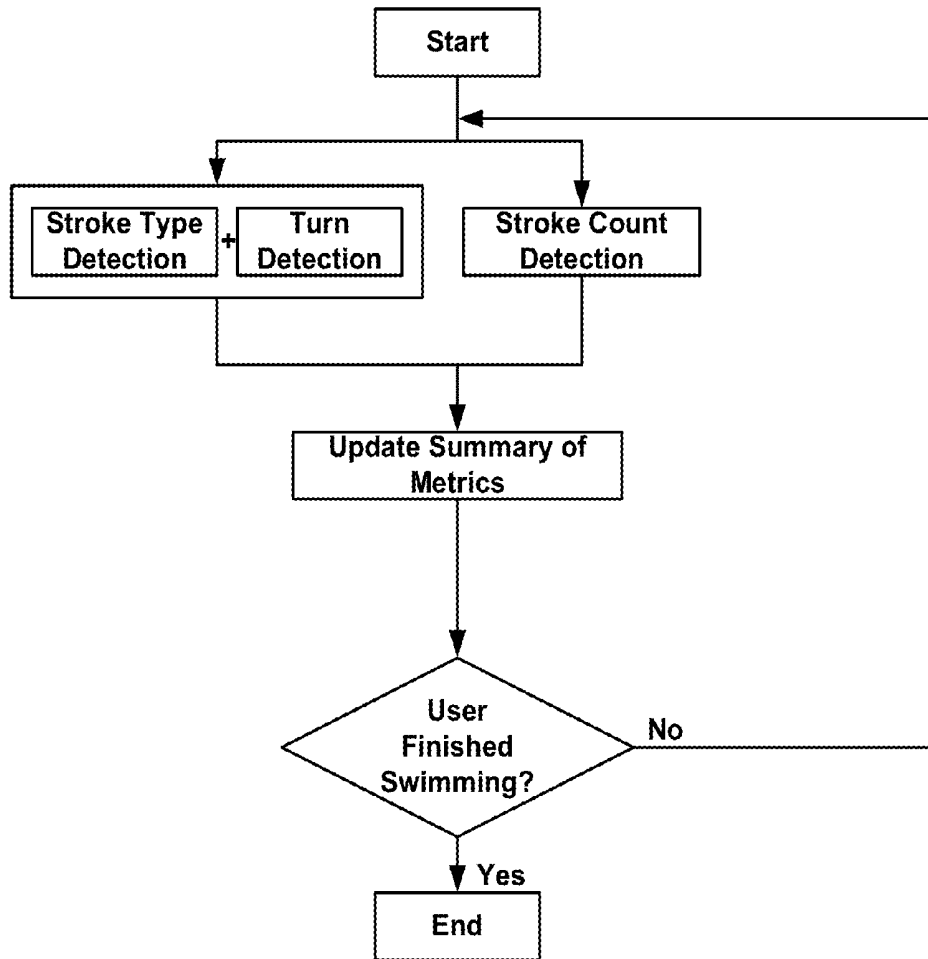 Start
Stroke Type
Detection
+
Turn
Detection
Stroke Count
Detection
Update Summary of
Metrics
User
Finished
Swimming?
No
Yes
End